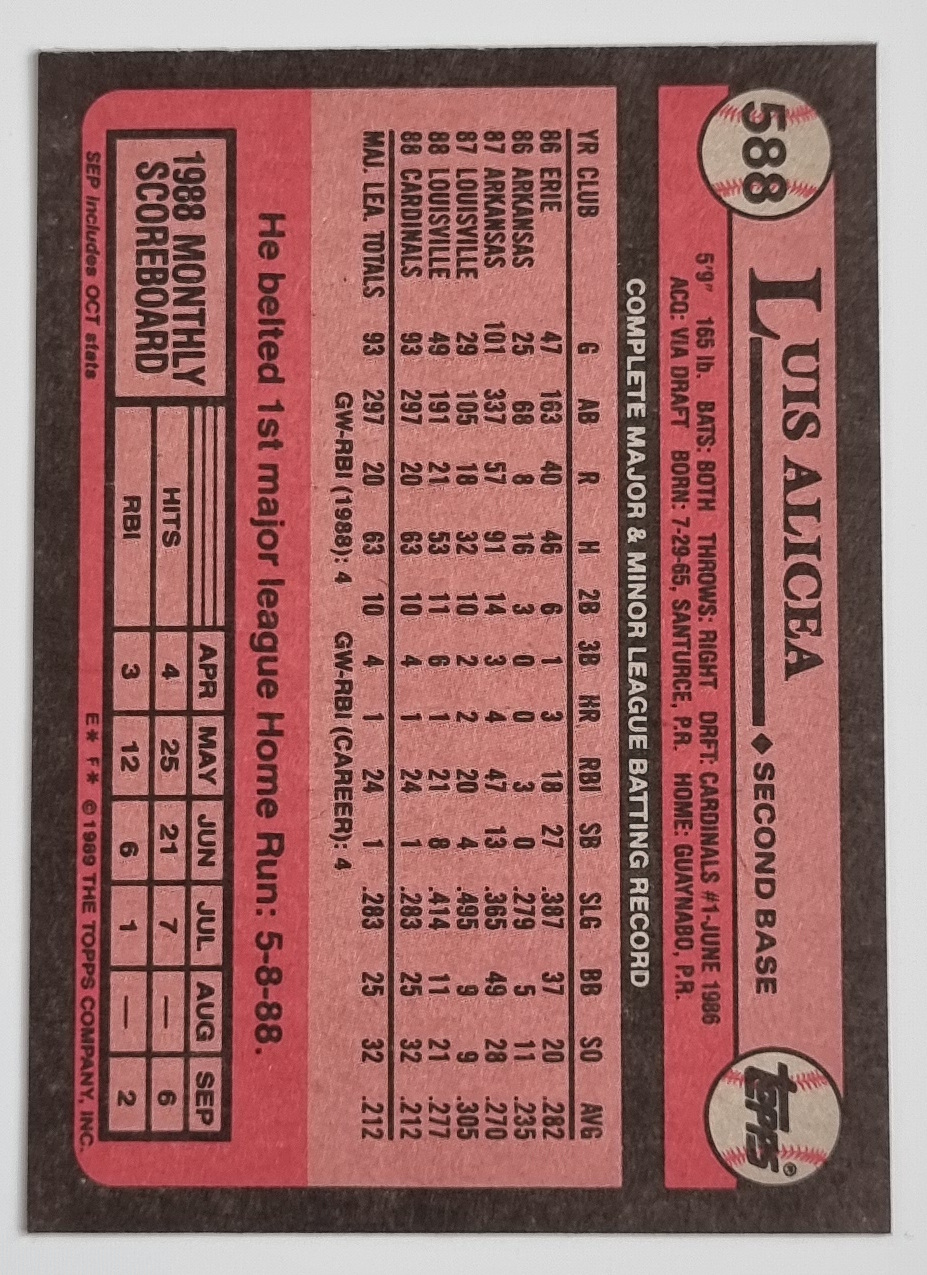 588
LUIS ALICEA
◆ SECOND BASE
topps®
5'9" 165 lb. BATS: BOTH THROWS: RIGHT DRFT: CARDINALS #1-JUNE 1986
ACQ: VIA DRAFT BORN: 7-29-65, SANTURCE, P.R. HOME: GUAYNABO, P.R.
COMPLETE MAJOR & MINOR LEAGUE BATTING RECORD
YR CLUB G AB R H 2B 3B HR RBI SB SLG BB SO AVG
86 ERIE 47 163 40 46 6 1 3 18 27 .387 37 20 .282
86 ARKANSAS 25 68 8 16 3 0 0 3 0 .279 5 11 .235
87 ARKANSAS 101 337 57 91 14 3 4 47 13 .365 49 28 .270
87 LOUISVILLE 29 105 18 32 10 2 2 20 4 .495 9 9 .305
88 LOUISVILLE 49 191 21 53 11 6 1 21 8 .414 11 21 .277
88 CARDINALS 93 297 20 63 10 4 1 24 1 .283 25 32 .212
MAJ. LEA. TOTALS 93 297 20 63 10 4 1 24 1 .283 25 32 .212
GW-RBI (1988): 4 GW-RBI (CAREER): 4
He belted 1st major league Home Run: 5-8-88.
1988 MONTHLY
SCOREBOARD
APR MAY JUN JUL AUG SEP
HITS 4 25 21 7 — 6
RBI 3 12 6 1 — 2
SEP includes OCT stats
E* F* © 1989 THE TOPPS COMPANY, INC.